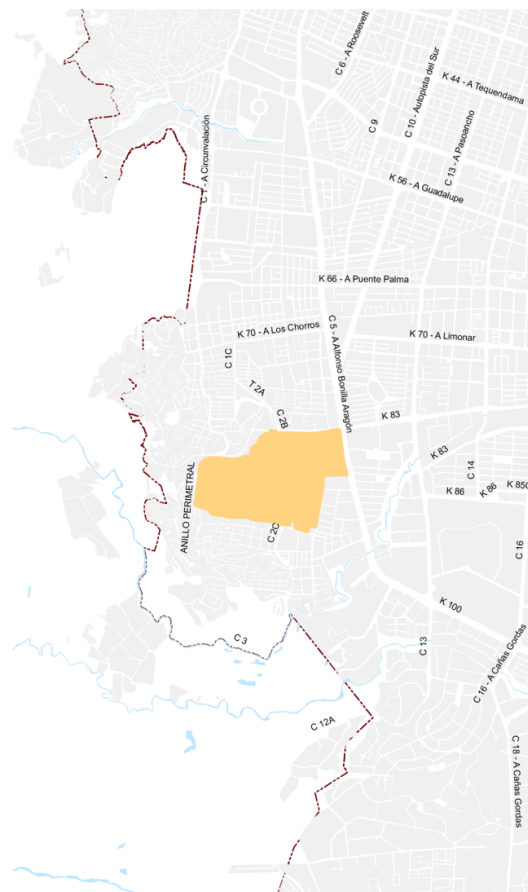 C 6 - A Roosevelt
C 10 - Autopista del Sur
K 44 - A Tequendama
C 9
C 13 - A Pasoancho
C 1 - A Circunvalación
K 56 - A Guadalupe
K 66 - A Puente Palma
K 70 - A Los Chorros
C 5 - A Alfonso Bonilla Aragón
K 70 - A Limonar
C 1C
T 2A
C 2B
K 83
K 83
C 14
ANILLO PERIMETRAL
K 86
K 86
K 85C
C 2C
C 16
K 100
C 3
C 13
C 16 - A Cañas Gordas
C 12A
C 18 - A Cañas Gordas